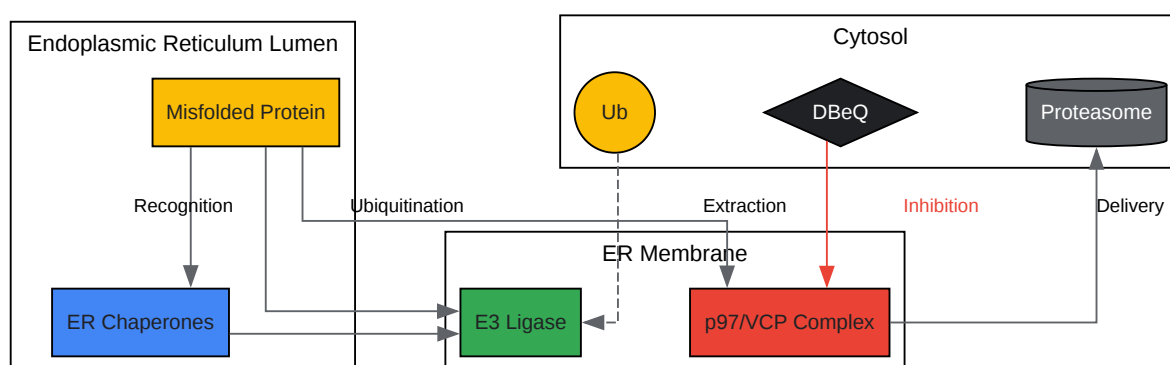 Endoplasmic Reticulum Lumen
Cytosol
Misfolded Protein
Ub
DBeQ
Proteasome
Recognition
Ubiquitination
Extraction
Inhibition
Delivery
ER Membrane
ER Chaperones
E3 Ligase
p97/VCP Complex